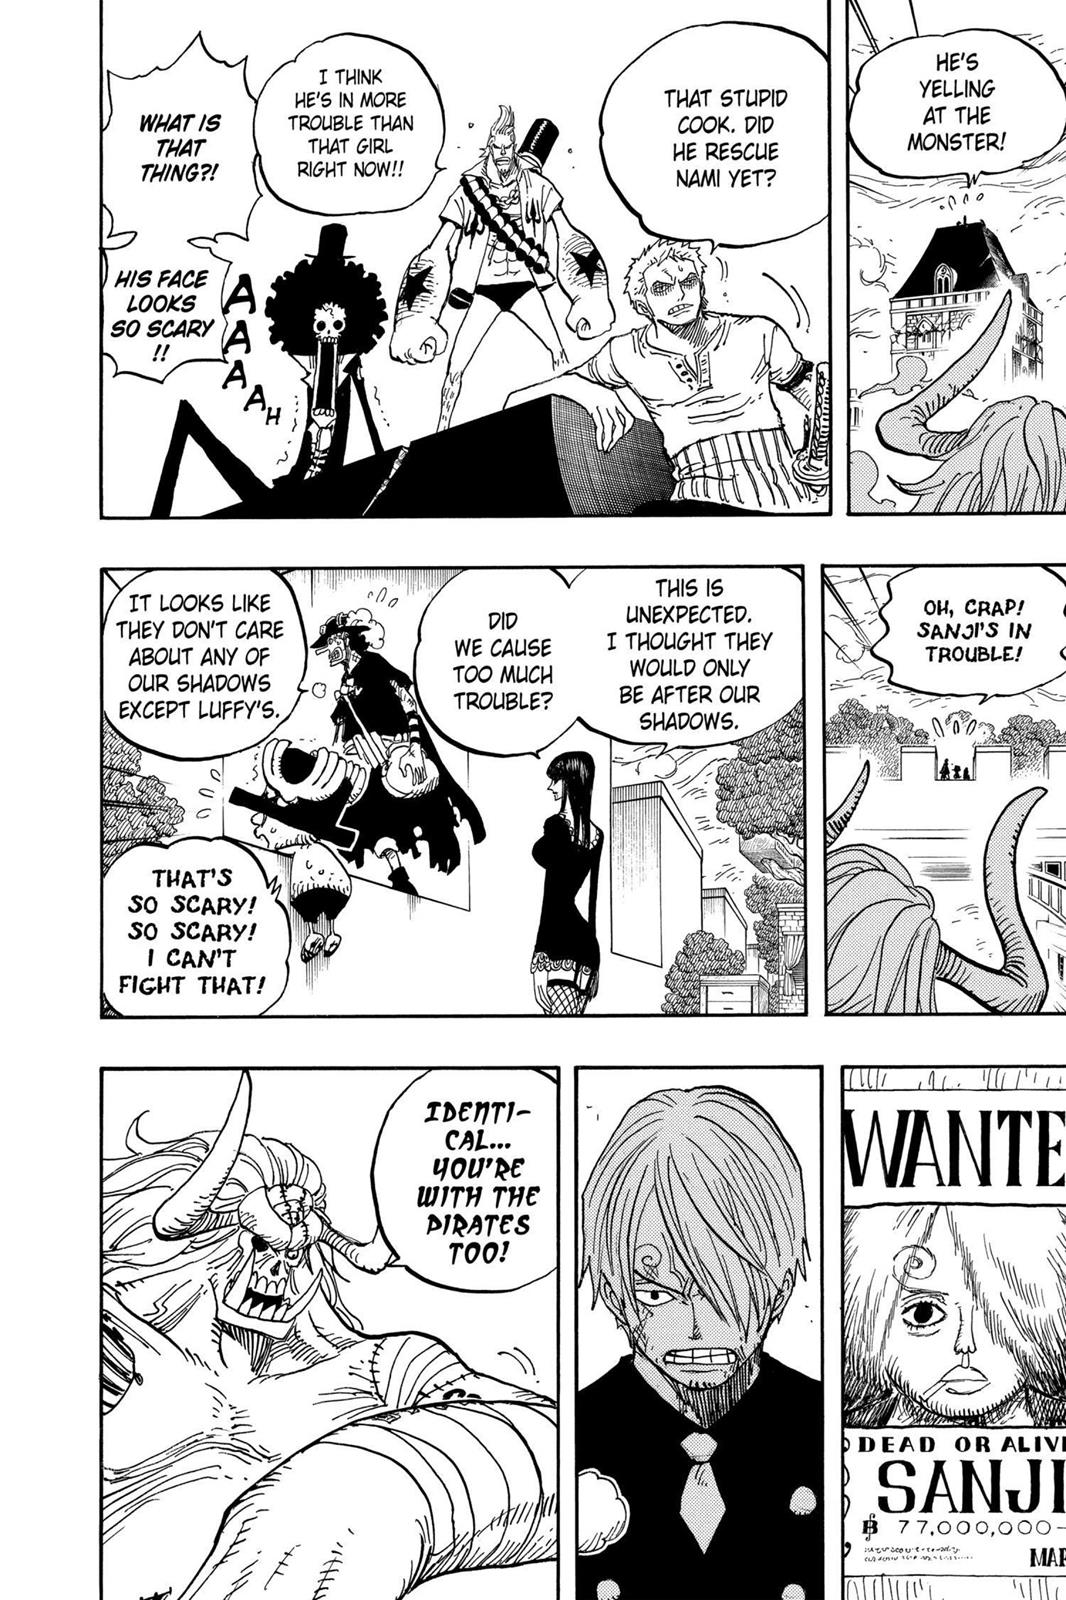 HE'S
YELLING
AT THE
MONSTER!
THAT STUPID
COOK. DID
HE RESCUE
NAMI YET?
I THINK
HE'S IN MORE
TROUBLE THAN
THAT GIRL
RIGHT NOW!!
WHAT IS
THAT
THING?!
HIS FACE
LOOKS
SO SCARY
!!
AAAAAH
OH, CRAP!
SANJI'S IN
TROUBLE!
THIS IS
UNEXPECTED.
I THOUGHT THEY
WOULD ONLY
BE AFTER OUR
SHADOWS.
DID
WE CAUSE
TOO MUCH
TROUBLE?
IT LOOKS LIKE
THEY DON'T CARE
ABOUT ANY OF
OUR SHADOWS
EXCEPT LUFFY'S.
THAT'S
SO SCARY!
SO SCARY!
I CAN'T
FIGHT THAT!
WANTE
DEAD OR ALIVE
SANJI
฿ 77,000,000-
MAR
IDENTI-
CAL...
YOU'RE
WITH THE
PIRATES
TOO!